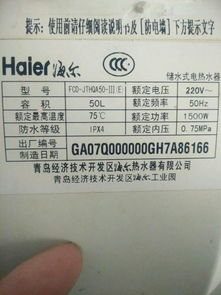 提示：使用前请仔细阅读说明书及【防电墙】下方提示文字
Haier 海尔 CCC 储水式电热水器
型号 FCD-JTHQA50-III(E) 额定电压 220V~
容积 50L 额定频率 50Hz
额定最高温度 75℃ 额定功率 1500W
防水等级 IPX4 额定内压 0.75MPa
出厂编号 制造日期 GA07Q000000GH7A86166
青岛经济技术开发区海尔热水器有限公司
青岛经济技术开发区海尔工业园